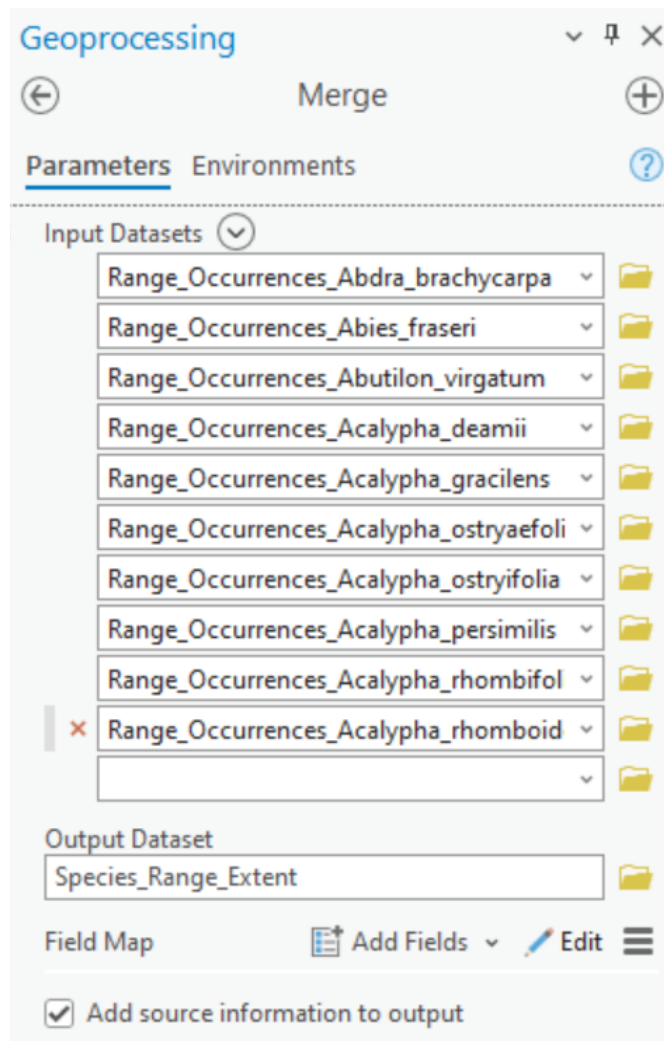 Geoprocessing
Merge
Parameters Environments
?
Input Datasets
Range_Occurrences_Abdra_brachycarpa
Range_Occurrences_Abies_fraseri
Range_Occurrences_Abutilon_virgatum
Range_Occurrences_Acalypha_deamii
Range_Occurrences_Acalypha_gracilens
Range_Occurrences_Acalypha_ostryaefoli
Range_Occurrences_Acalypha_ostryifolia
Range_Occurrences_Acalypha_persimilis
Range_Occurrences_Acalypha_rhombifol
Range_Occurrences_Acalypha_rhomboid
Output Dataset
Species_Range_Extent
Field Map Add Fields Edit
Add source information to output